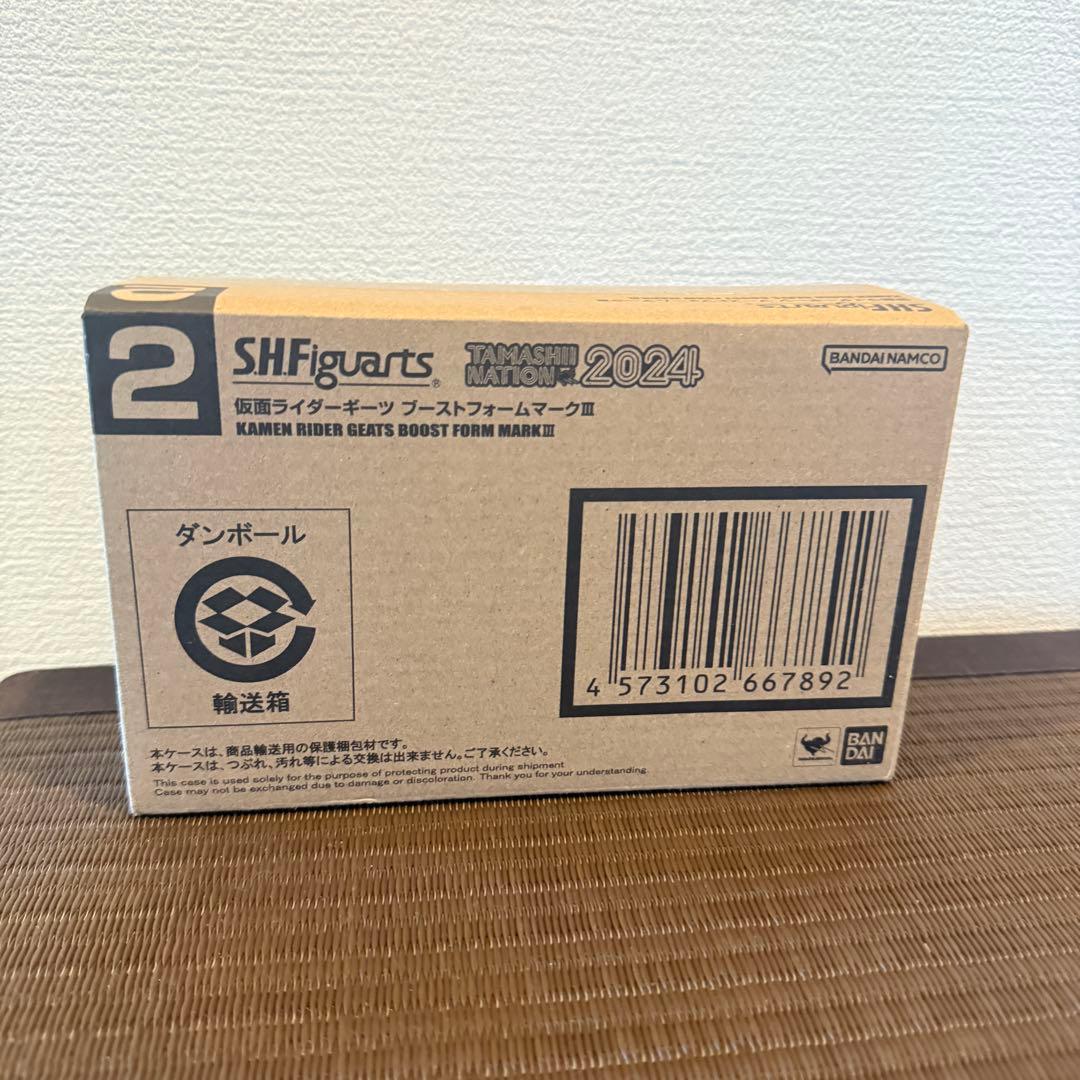 S.H.Figuarts
2
S.H.Figuarts® TAMASHII NATION 2024
BANDAI NAMCO
仮面ライダーギーツ ブーストフォームマークⅢ
KAMEN RIDER GEATS BOOST FORM MARKⅢ
ダンボール
輸送箱
4 573102 667892
本ケースは、商品輸送用の保護梱包材です。
本ケースは、つぶれ、汚れ等による交換は出来ません。ご了承ください。
This case is used solely for the purpose of protecting product during shipment
Case may not be exchanged due to damage or discoloration. Thank you for your understanding.
BAN
DAI